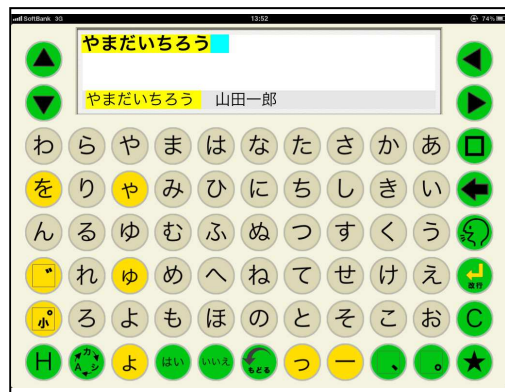 SoftBank 3G 13:52 74%
やまだいちろう
やまだいちろう 山田一郎
わ ら や ま は な た さ か あ
を り ゃ み ひ に ち し き い
ん る ゆ む ふ ぬ つ す く う
゛ れ ゅ め へ ね て せ け え 改行
ポ ろ よ も ほ の と そ こ お C
H カ A シ ょ はい いいえ もどる っ ー 、 。 ★